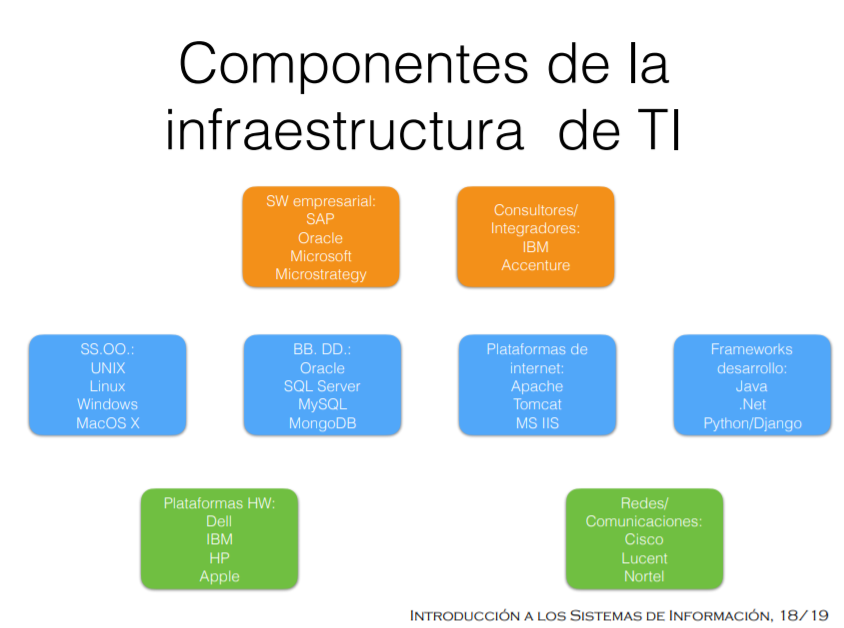 Componentes de la
infraestructura de TI
SW empresarial:
SAP
Oracle
Microsoft
Microstrategy
Consultores/
Integradores:
IBM
Accenture
SS.OO.:
UNIX
Linux
Windows
MacOS X
BB. DD.:
Oracle
SQL Server
MySQL
MongoDB
Plataformas de
internet:
Apache
Tomcat
MS IIS
Frameworks
desarrollo:
Java
.Net
Python/Django
Plataformas HW:
Dell
IBM
HP
Apple
Redes/
Comunicaciones:
Cisco
Lucent
Nortel
INTRODUCCIÓN A LOS SISTEMAS DE INFORMACIÓN, 18/19